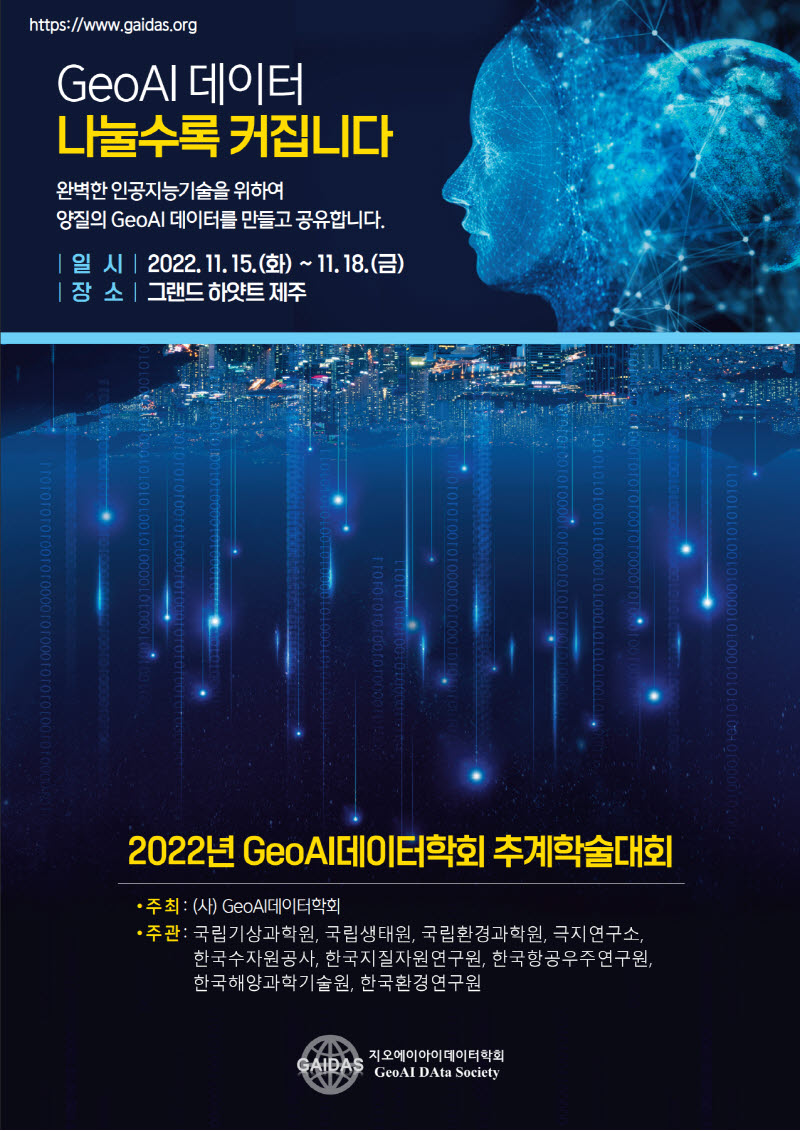 https://www.gaidas.org
GeoAI 데이터
나눌수록 커집니다
완벽한 인공지능기술을 위하여
양질의 GeoAI 데이터를 만들고 공유합니다.
| 일 시 | 2022. 11. 15.(화) ~ 11. 18.(금)
| 장 소 | 그랜드 하얏트 제주
2022년 GeoAI데이터학회 추계학술대회
• 주최 : (사) GeoAI데이터학회
• 주관 : 국립기상과학원, 국립생태원, 국립환경과학원, 극지연구소,
한국수자원공사, 한국지질자원연구원, 한국항공우주연구원,
한국해양과학기술원, 한국환경연구원
GAIDAS 지오에이아이데이터학회
GeoAI DAta Society